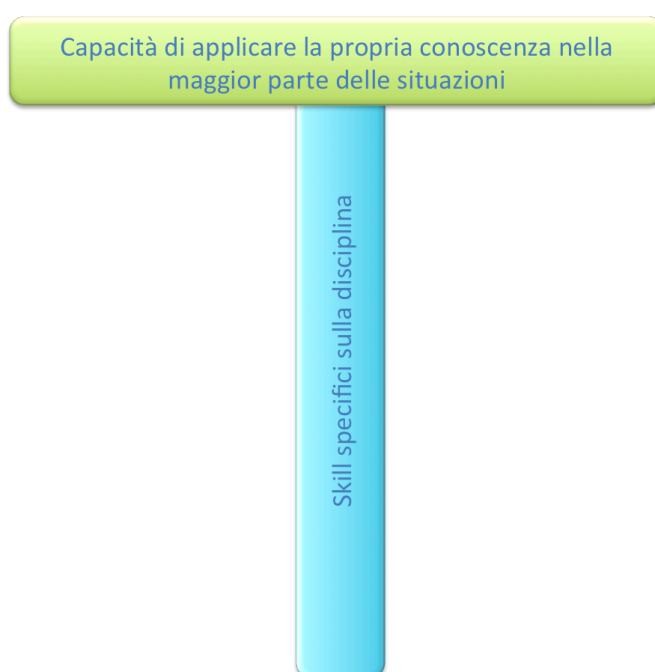 Capacità di applicare la propria conoscenza nella
maggior parte delle situazioni
Skill specifici sulla disciplina